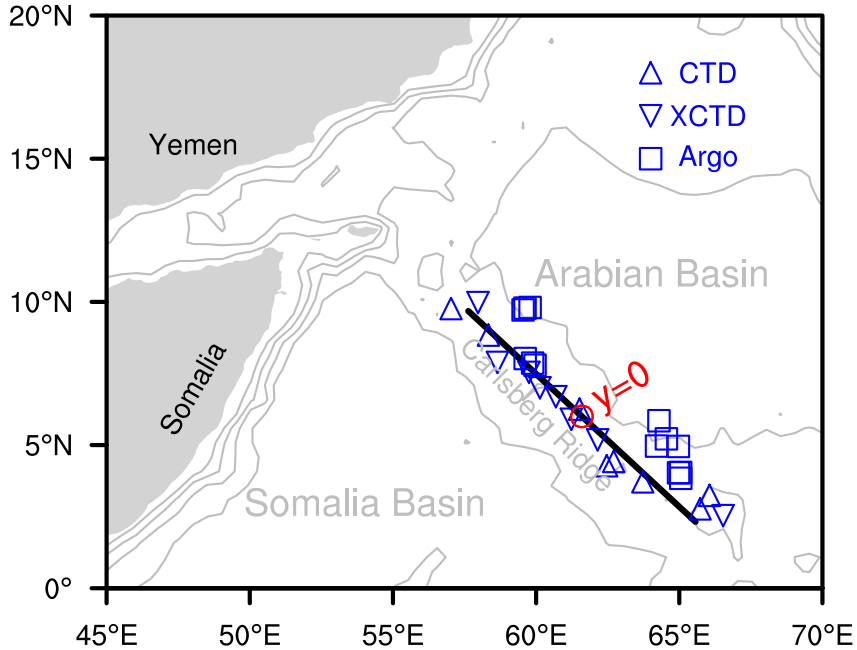 20°N
CTD
XCTD
Yemen
15°N
Argo
Arabian Basin
10°N
Carlsberg Ridge
y=0
Somalia
5°N
Somalia Basin
0°
45°E 50°E 55°E 60°E 65°E 70°E